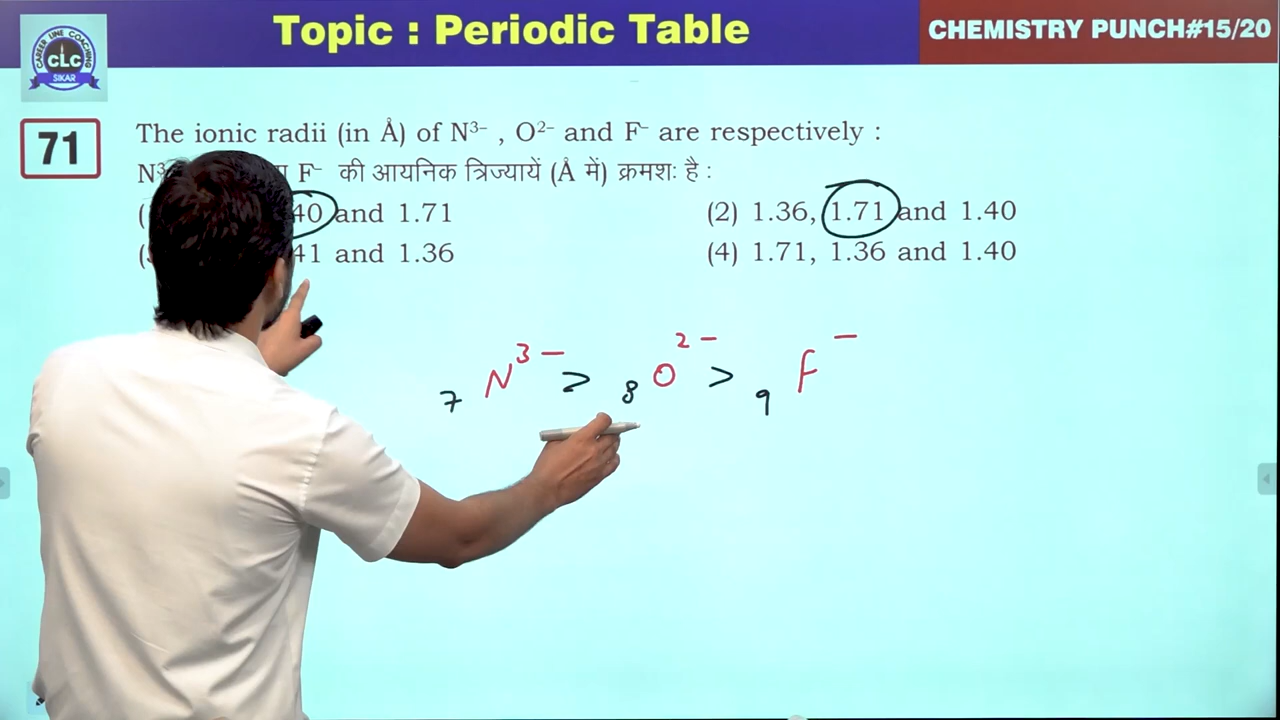 Topic : Periodic Table
CHEMISTRY PUNCH#15/20
CAREER LINE COACHING
CLC
SIKAR
71
The ionic radii (in Å) of N³⁻ , O²⁻ and F⁻ are respectively :
F⁻ की आयनिक त्रिज्यायें (Å में) क्रमशः है :
40 and 1.71
(2) 1.36, 1.71 and 1.40
41 and 1.36
(4) 1.71, 1.36 and 1.40
7 N³⁻ > 8 O²⁻ > 9 F⁻